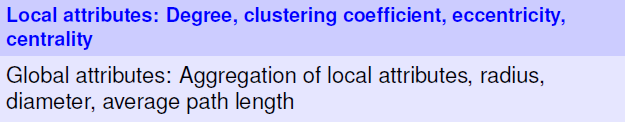 Local attributes: Degree, clustering coefficient, eccentricity,
centrality
Global attributes: Aggregation of local attributes, radius,
diameter, average path length